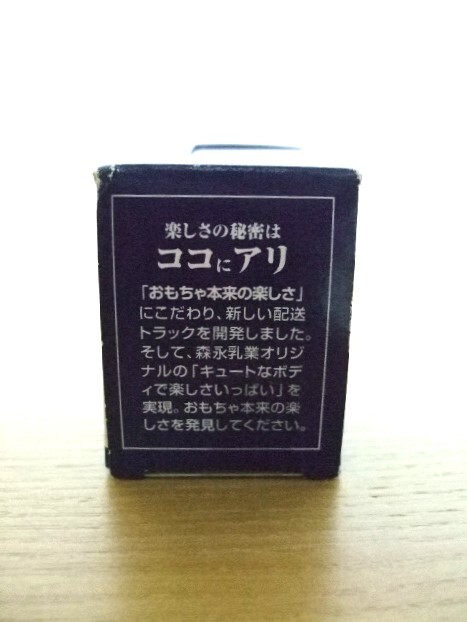 楽しさの秘密は
ココにアリ
「おもちゃ本来の楽しさ」
にこだわり、新しい配送
トラックを開発しました。
そして、森永乳業オリジ
ナルの「キュートなボデ
ィで楽しさいっぱい」を
実現。おもちゃ本来の楽
しさを発見してください。